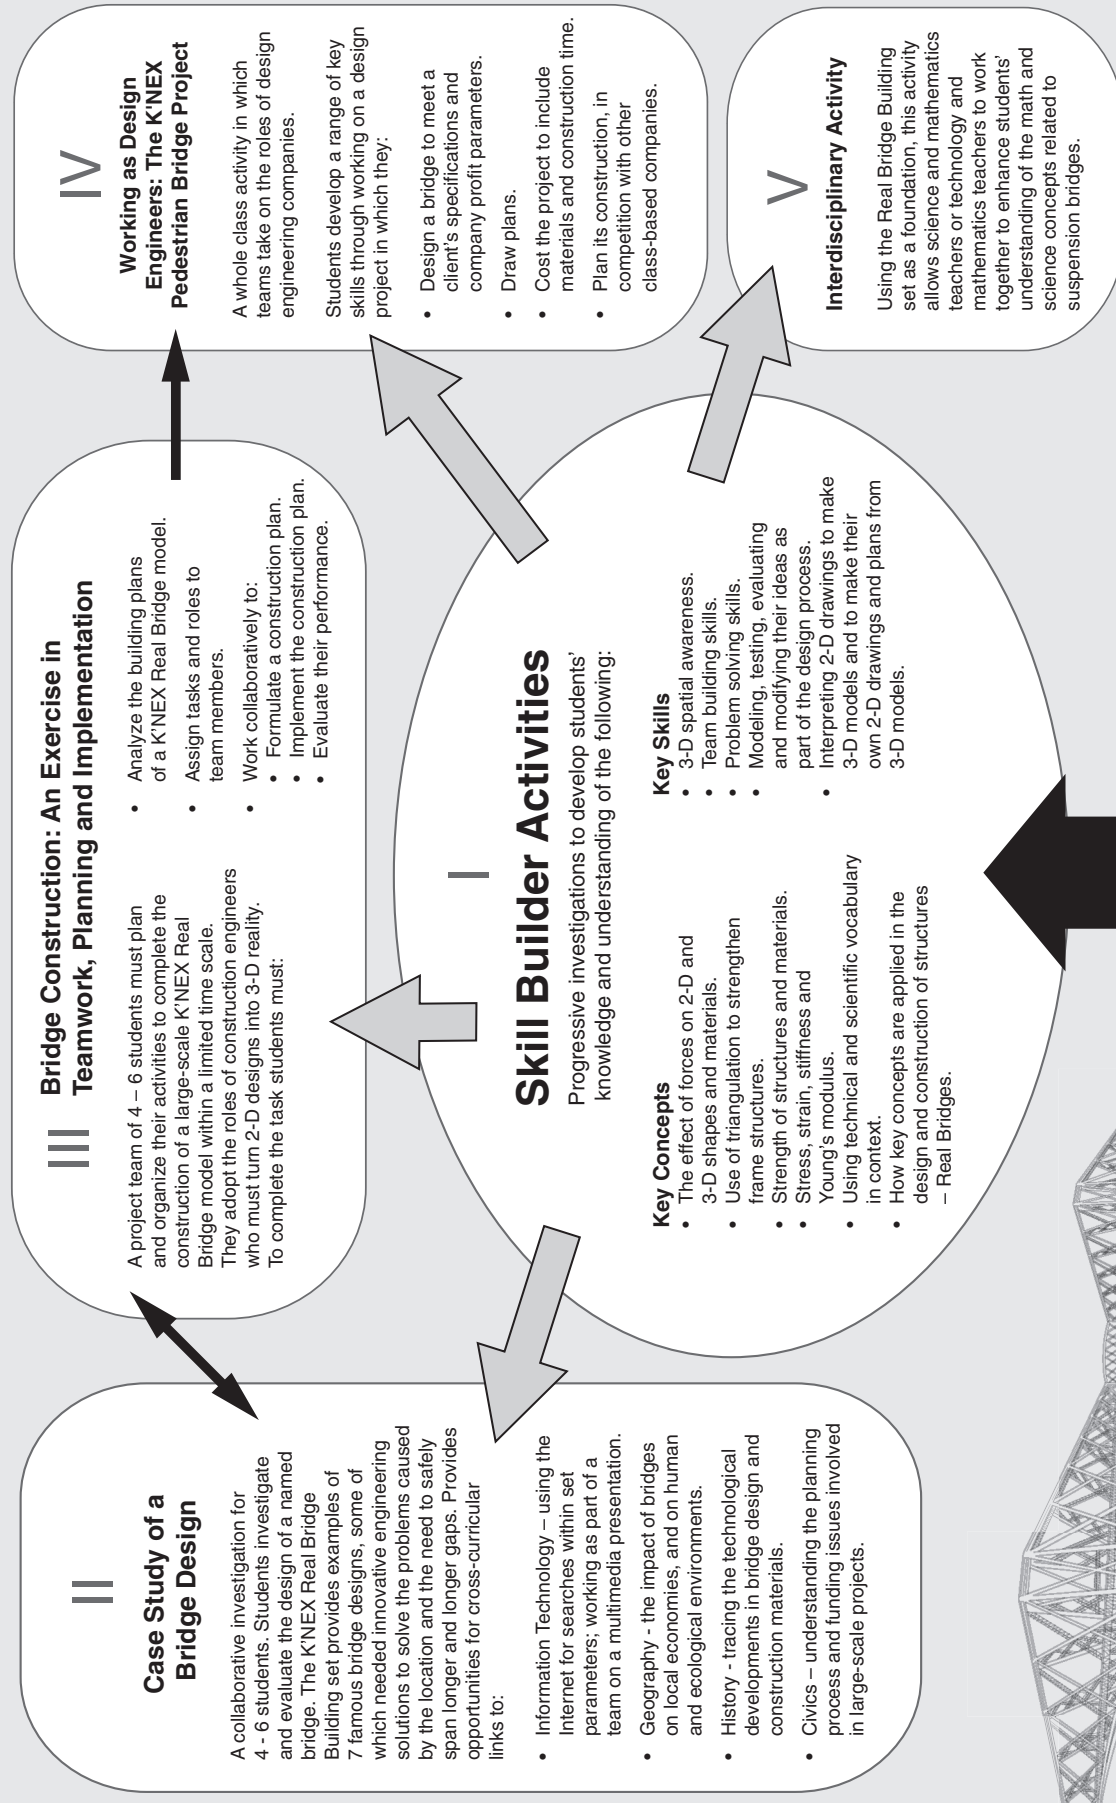 II
Case Study of a
Bridge Design
A collaborative investigation for
4 - 6 students. Students investigate
and evaluate the design of a named
bridge. The K'NEX Real Bridge
Building set provides examples of
7 famous bridge designs, some of
which needed innovative engineering
solutions to solve the problems caused
by the location and the need to safely
span longer and longer gaps. Provides
opportunities for cross-curricular
links to:
• Information Technology – using the
Internet for searches within set
parameters; working as part of a
team on a multimedia presentation.
• Geography - the impact of bridges
on local economies, and on human
and ecological environments.
• History - tracing the technological
developments in bridge design and
construction materials.
• Civics – understanding the planning
process and funding issues involved
in large-scale projects.
III
Bridge Construction: An Exercise in
Teamwork, Planning and Implementation
A project team of 4 – 6 students must plan
and organize their activities to complete the
construction of a large-scale K'NEX Real
Bridge model within a limited time scale.
They adopt the roles of construction engineers
who must turn 2-D designs into 3-D reality.
To complete the task students must:
• Analyze the building plans
of a K'NEX Real Bridge model.
• Assign tasks and roles to
team members.
• Work collaboratively to:
• Formulate a construction plan.
• Implement the construction plan.
• Evaluate their performance.
IV
Working as Design
Engineers: The K'NEX
Pedestrian Bridge Project
A whole class activity in which
teams take on the roles of design
engineering companies.
Students develop a range of key
skills through working on a design
project in which they:
• Design a bridge to meet a
client's specifications and
company profit parameters.
• Draw plans.
• Cost the project to include
materials and construction time.
• Plan its construction, in
competition with other
class-based companies.
I
Skill Builder Activities
Progressive investigations to develop students'
knowledge and understanding of the following:
Key Concepts
• The effect of forces on 2-D and
3-D shapes and materials.
• Use of triangulation to strengthen
frame structures.
• Strength of structures and materials.
• Stress, strain, stiffness and
Young's modulus.
• Using technical and scientific vocabulary
in context.
• How key concepts are applied in the
design and construction of structures
– Real Bridges.
Key Skills
• 3-D spatial awareness.
• Team building skills.
• Problem solving skills.
• Modeling, testing, evaluating
and modifying their ideas as
part of the design process.
• Interpreting 2-D drawings to make
3-D models and to make their
own 2-D drawings and plans from
3-D models.
V
Interdisciplinary Activity
Using the Real Bridge Building
set as a foundation, this activity
allows science and mathematics
teachers or technology and
mathematics teachers to work
together to enhance students'
understanding of the math and
science concepts related to
suspension bridges.